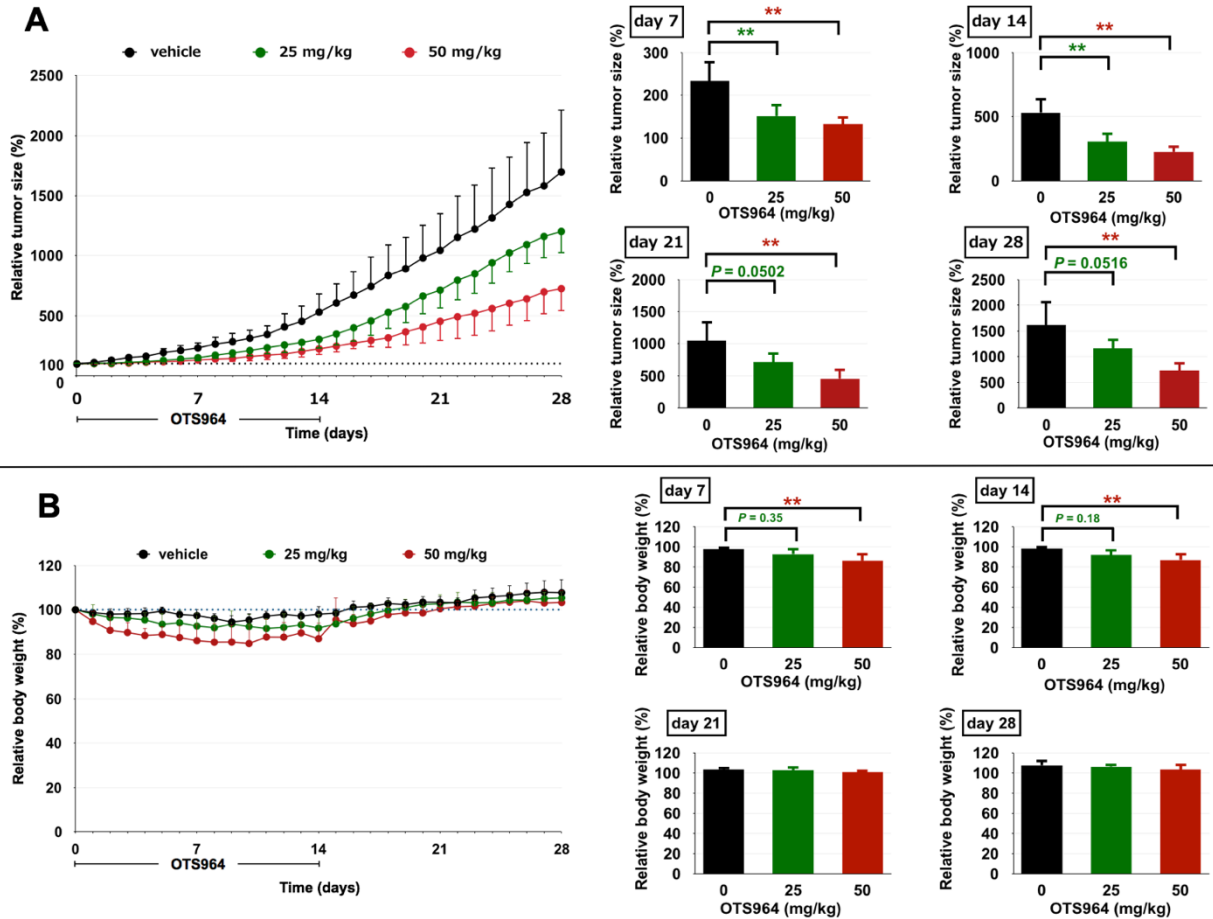 A
vehicle
25 mg/kg
50 mg/kg
Relative tumor size (%)
2500
2000
1500
1000
500
100
0
0
7
14
21
28
OTS964
Time (days)
day 7
**
**
Relative tumor size (%)
300
200
100
0
0
25
50
OTS964 (mg/kg)
day 14
**
**
Relative tumor size (%)
1000
500
0
0
25
50
OTS964 (mg/kg)
day 21
**
P = 0.0502
Relative tumor size (%)
2000
1500
1000
500
0
0
25
50
OTS964 (mg/kg)
day 28
**
P = 0.0516
Relative tumor size (%)
2500
2000
1500
1000
500
0
0
25
50
OTS964 (mg/kg)
B
vehicle
25 mg/kg
50 mg/kg
Relative body weight (%)
120
100
80
60
40
20
0
0
7
14
21
28
OTS964
Time (days)
day 7
**
P = 0.35
Relative body weight (%)
120
100
80
60
40
20
0
0
25
50
OTS964 (mg/kg)
day 14
**
P = 0.18
Relative body weight (%)
120
100
80
60
40
20
0
0
25
50
OTS964 (mg/kg)
day 21
Relative body weight (%)
120
100
80
60
40
20
0
0
25
50
OTS964 (mg/kg)
day 28
Relative body weight (%)
120
100
80
60
40
20
0
0
25
50
OTS964 (mg/kg)